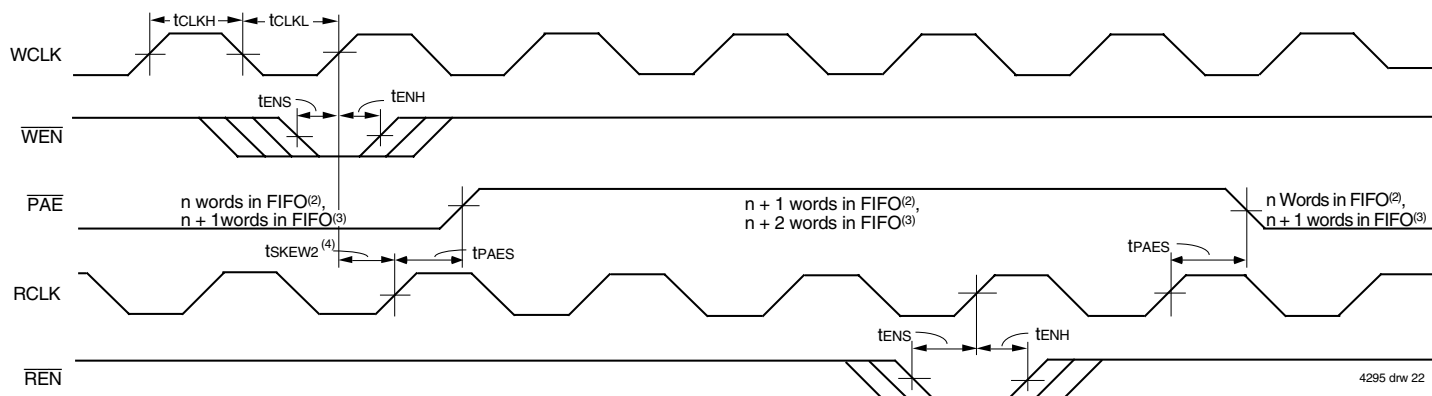 tCLKH
tCLKL
WCLK
tENS
tENH
WEN
PAE
n words in FIFO(2),
n + 1words in FIFO(3)
n + 1 words in FIFO(2),
n + 2 words in FIFO(3)
n Words in FIFO(2),
n + 1 words in FIFO(3)
tSKEW2 (4)
tPAES
tPAES
RCLK
tENS
tENH
REN
4295 drw 22